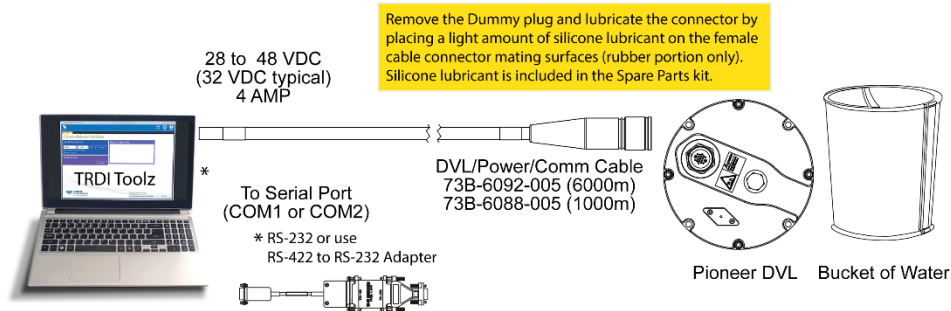 Remove the Dummy plug and lubricate the connector by
placing a light amount of silicone lubricant on the female
cable connector mating surfaces (rubber portion only).
Silicone lubricant is included in the Spare Parts kit.
28 to 48 VDC
(32 VDC typical)
4 AMP
TRDI Toolz
*
DVL/Power/Comm Cable
73B-6092-005 (6000m)
73B-6088-005 (1000m)
To Serial Port
(COM1 or COM2)
* RS-232 or use
RS-422 to RS-232 Adapter
Pioneer DVL
Bucket of Water